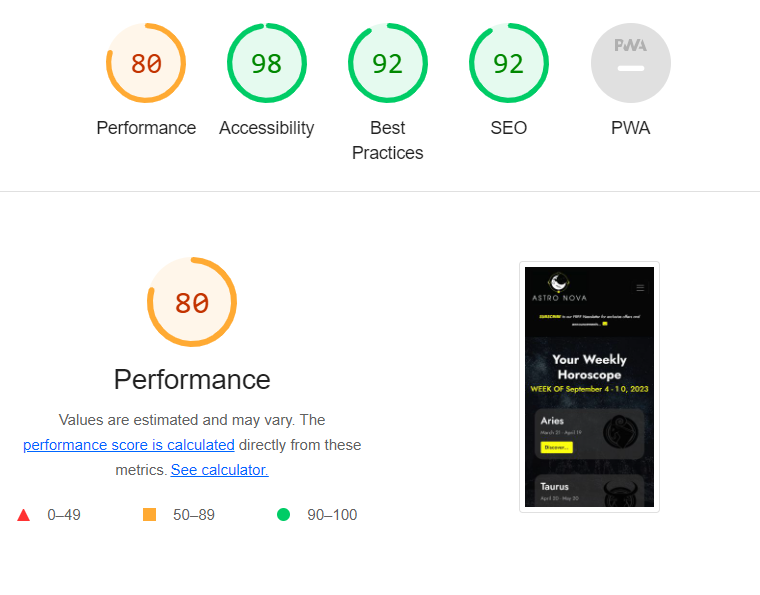 80
98
92
92
PWA
Performance
Accessibility
Best
Practices
SEO
PWA
80
Performance
Values are estimated and may vary. The
performance score is calculated directly from these
metrics. See calculator.
0–49
50–89
90–100
ASTRO NOVA
SUBSCRIBE to our FREE Newsletter for exclusive offers and
announcements...
Your Weekly
Horoscope
WEEK OF September 4 - 10, 2023
Aries
March 21 - April 19
Discover...
Taurus
April 20 - May 20